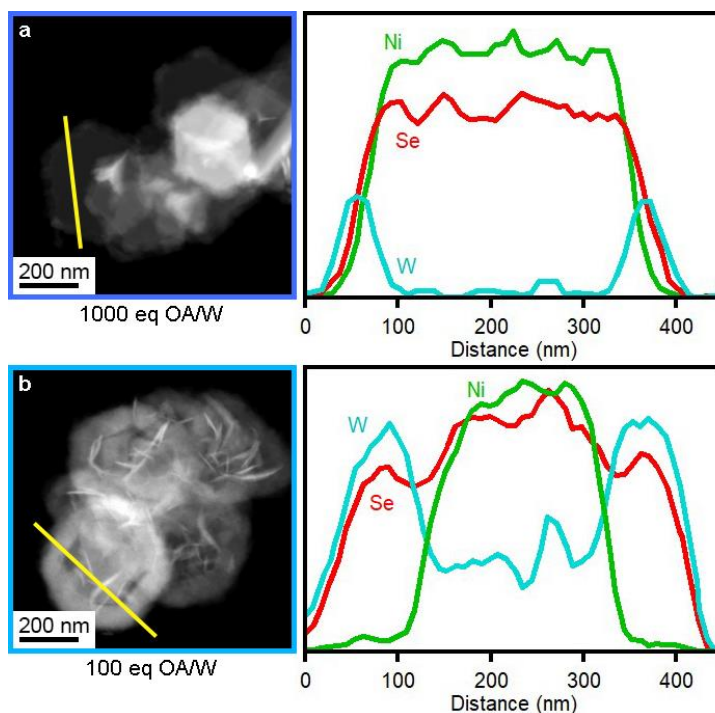 a
200 nm
1000 eq OA/W
Ni
Se
W
0 100 200 300 400
Distance (nm)
b
200 nm
100 eq OA/W
Ni
W
Se
0 100 200 300 400
Distance (nm)